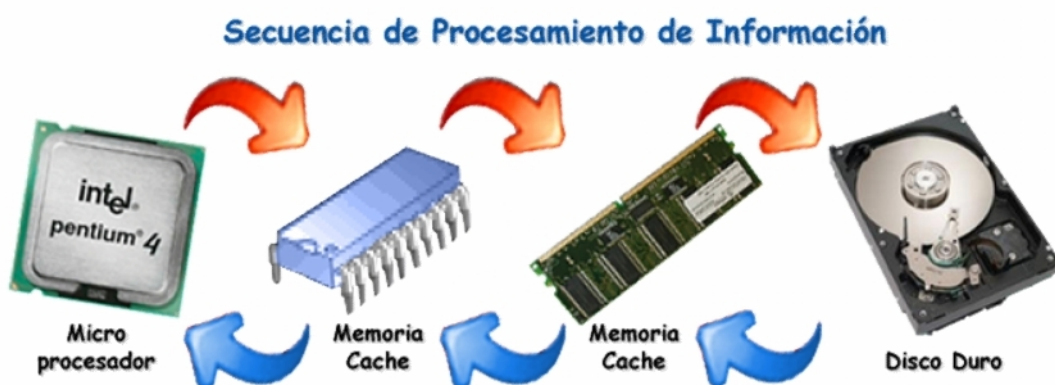 Secuencia de Procesamiento de Información
intel®
pentium® 4
Micro
procesador
Memoria
Cache
Memoria
Cache
Disco Duro